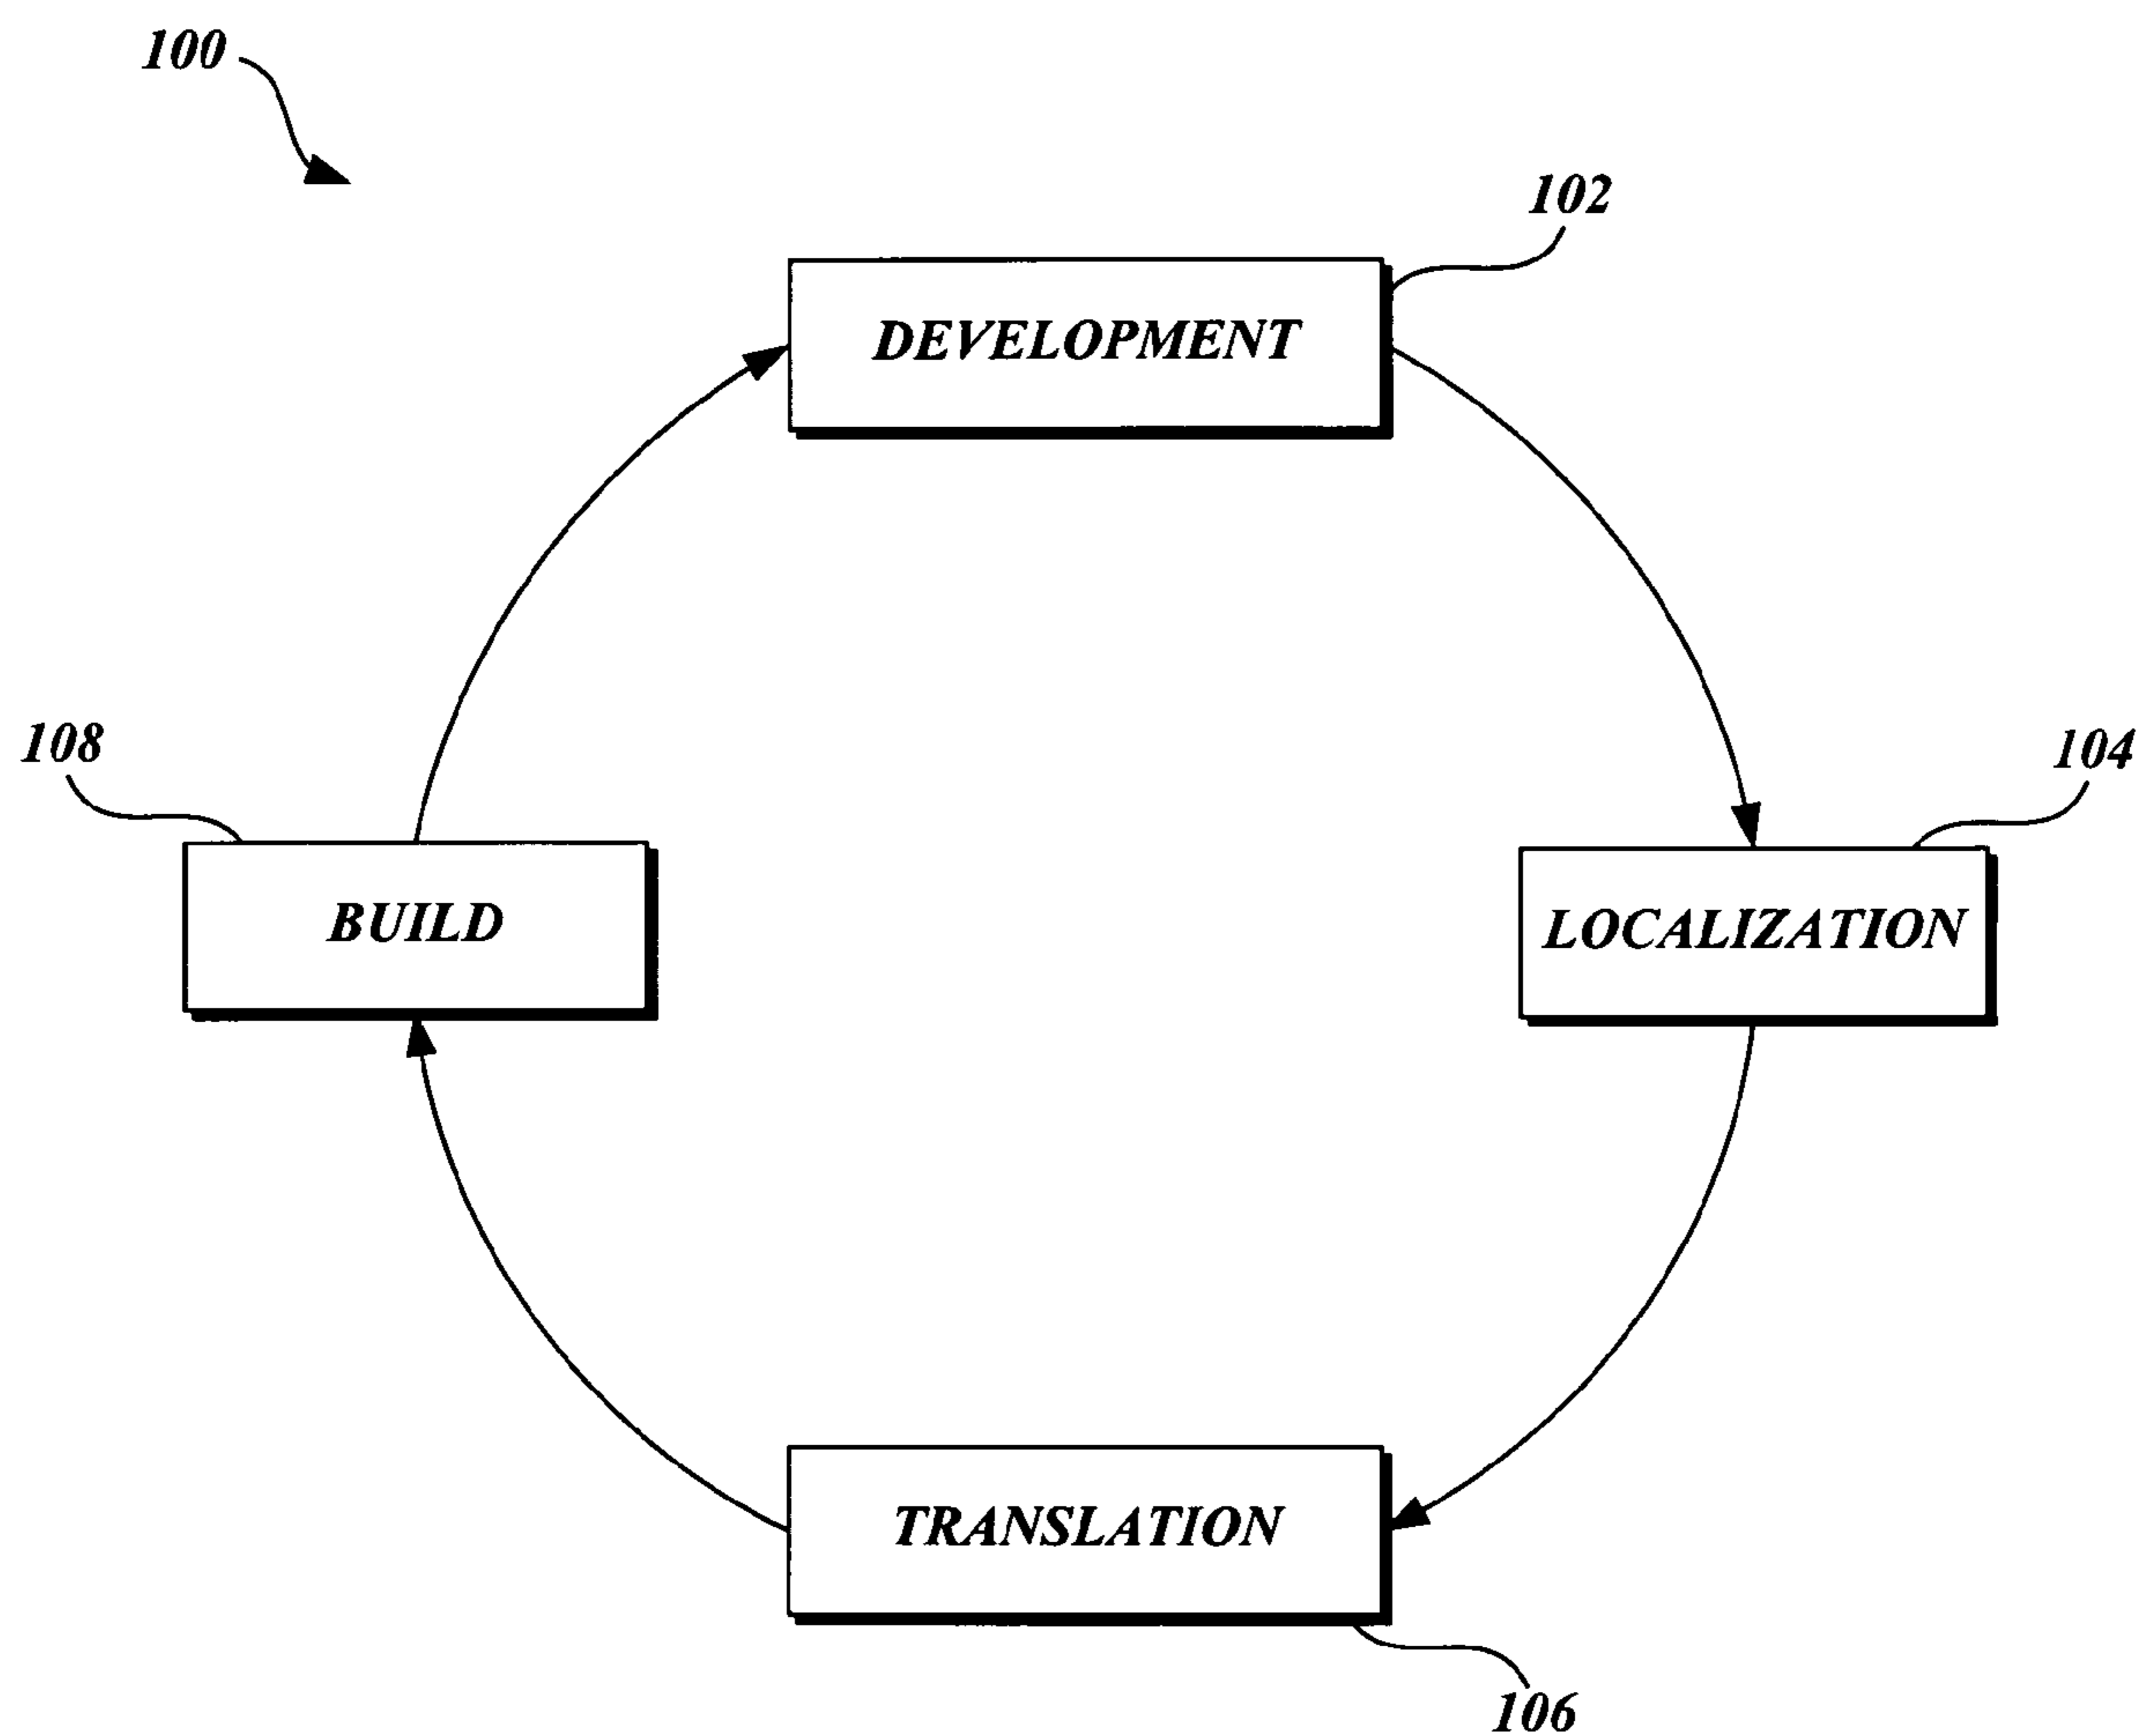 100
102
DEVELOPMENT
108
104
BUILD
LOCALIZATION
TRANSLATION
106